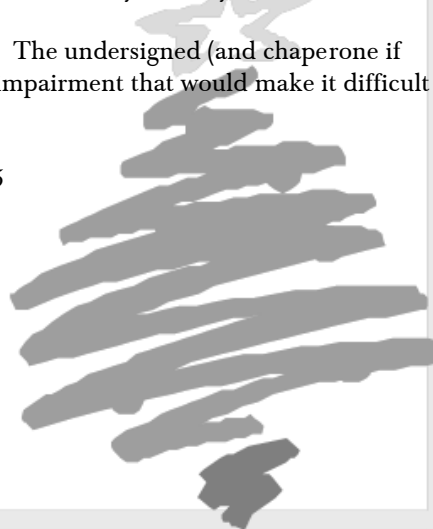 The undersigned (and chaperone if
impairment that would make it difficult